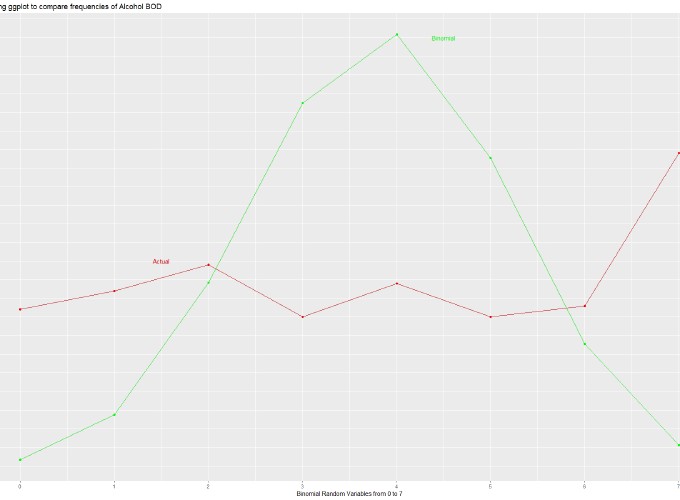 ng ggplot to compare frequencies of Alcohol BOD
Binomial
Actual
0 1 2 3 4 5 6 7
Binomial Random Variables from 0 to 7